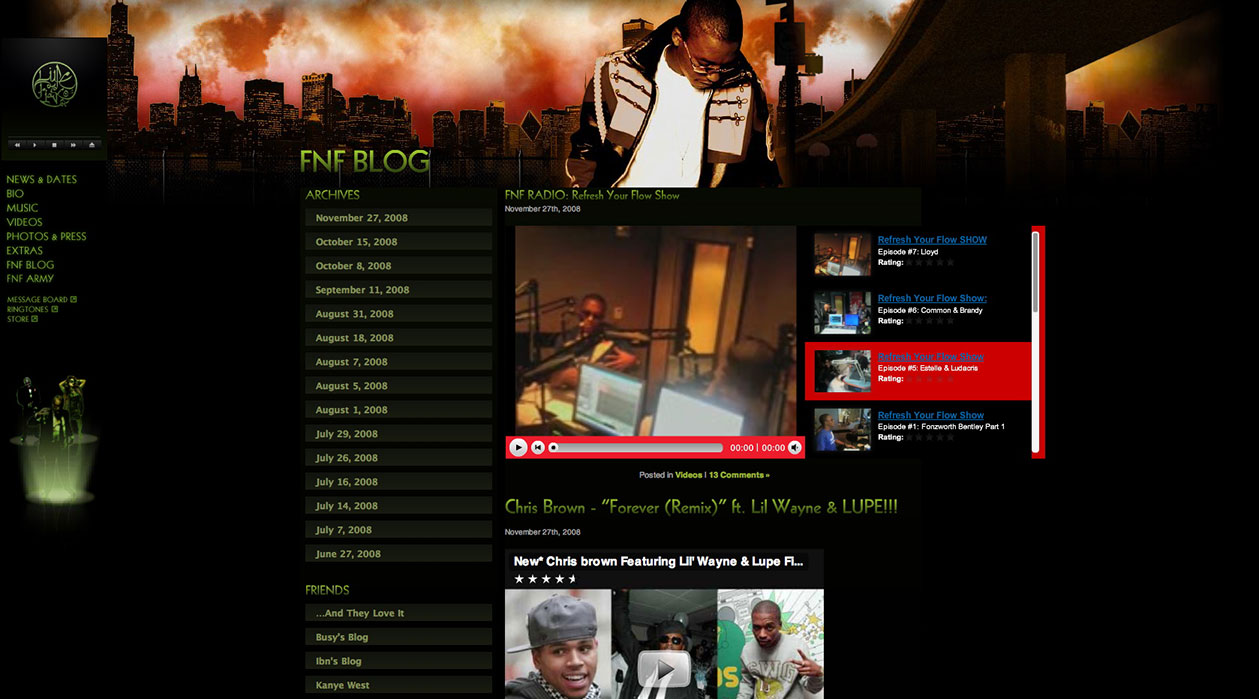 FNF BLOG
NEWS & DATES
BIO
MUSIC
VIDEOS
PHOTOS & PRESS
EXTRAS
FNF BLOG
FNF ARMY
MESSAGE BOARD
RINGTONES
STORE
ARCHIVES
November 27, 2008
October 15, 2008
October 8, 2008
September 11, 2008
August 31, 2008
August 18, 2008
August 7, 2008
August 5, 2008
August 1, 2008
July 29, 2008
July 26, 2008
July 16, 2008
July 14, 2008
July 7, 2008
June 27, 2008
FRIENDS
...And They Love It
Busy's Blog
Ibn's Blog
Kanye West
FNF RADIO: Refresh Your Flow Show
November 27th, 2008
00:00 | 00:00
Refresh Your Flow SHOW
Episode #7: Lloyd
Rating:
Refresh Your Flow Show:
Episode #6: Common & Brandy
Rating:
Refresh Your Flow Show
Episode #5: Estelle & Ludacris
Rating:
Refresh Your Flow Show
Episode #1: Fonzworth Bentley Part 1
Rating:
Posted in Videos | 13 Comments »
Chris Brown - "Forever (Remix)" ft. Lil Wayne & LUPE!!!
November 27th, 2008
New* Chris brown Featuring Lil' Wayne & Lupe Fi...
SWG